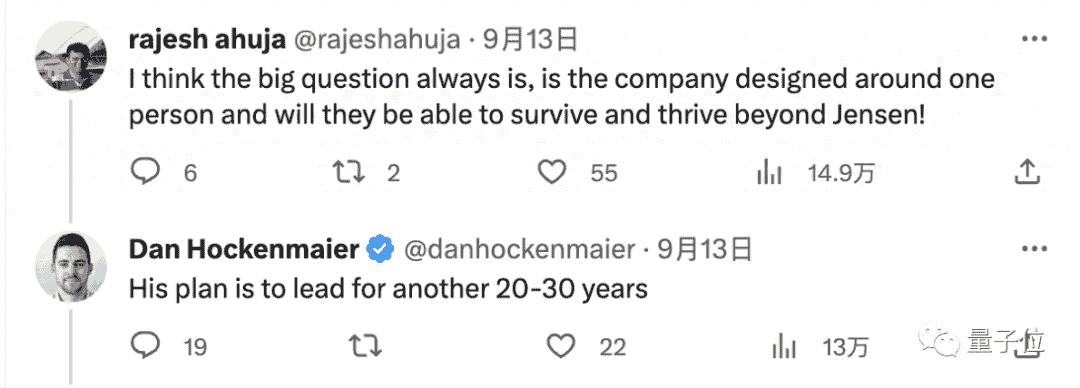 rajesh ahuja @rajeshahuja · 9月13日
I think the big question always is, is the company designed around one
person and will they be able to survive and thrive beyond Jensen!
6 2 55 14.9万
Dan Hockenmaier @danhockenmaier · 9月13日
His plan is to lead for another 20-30 years
19 22 13万
量子位